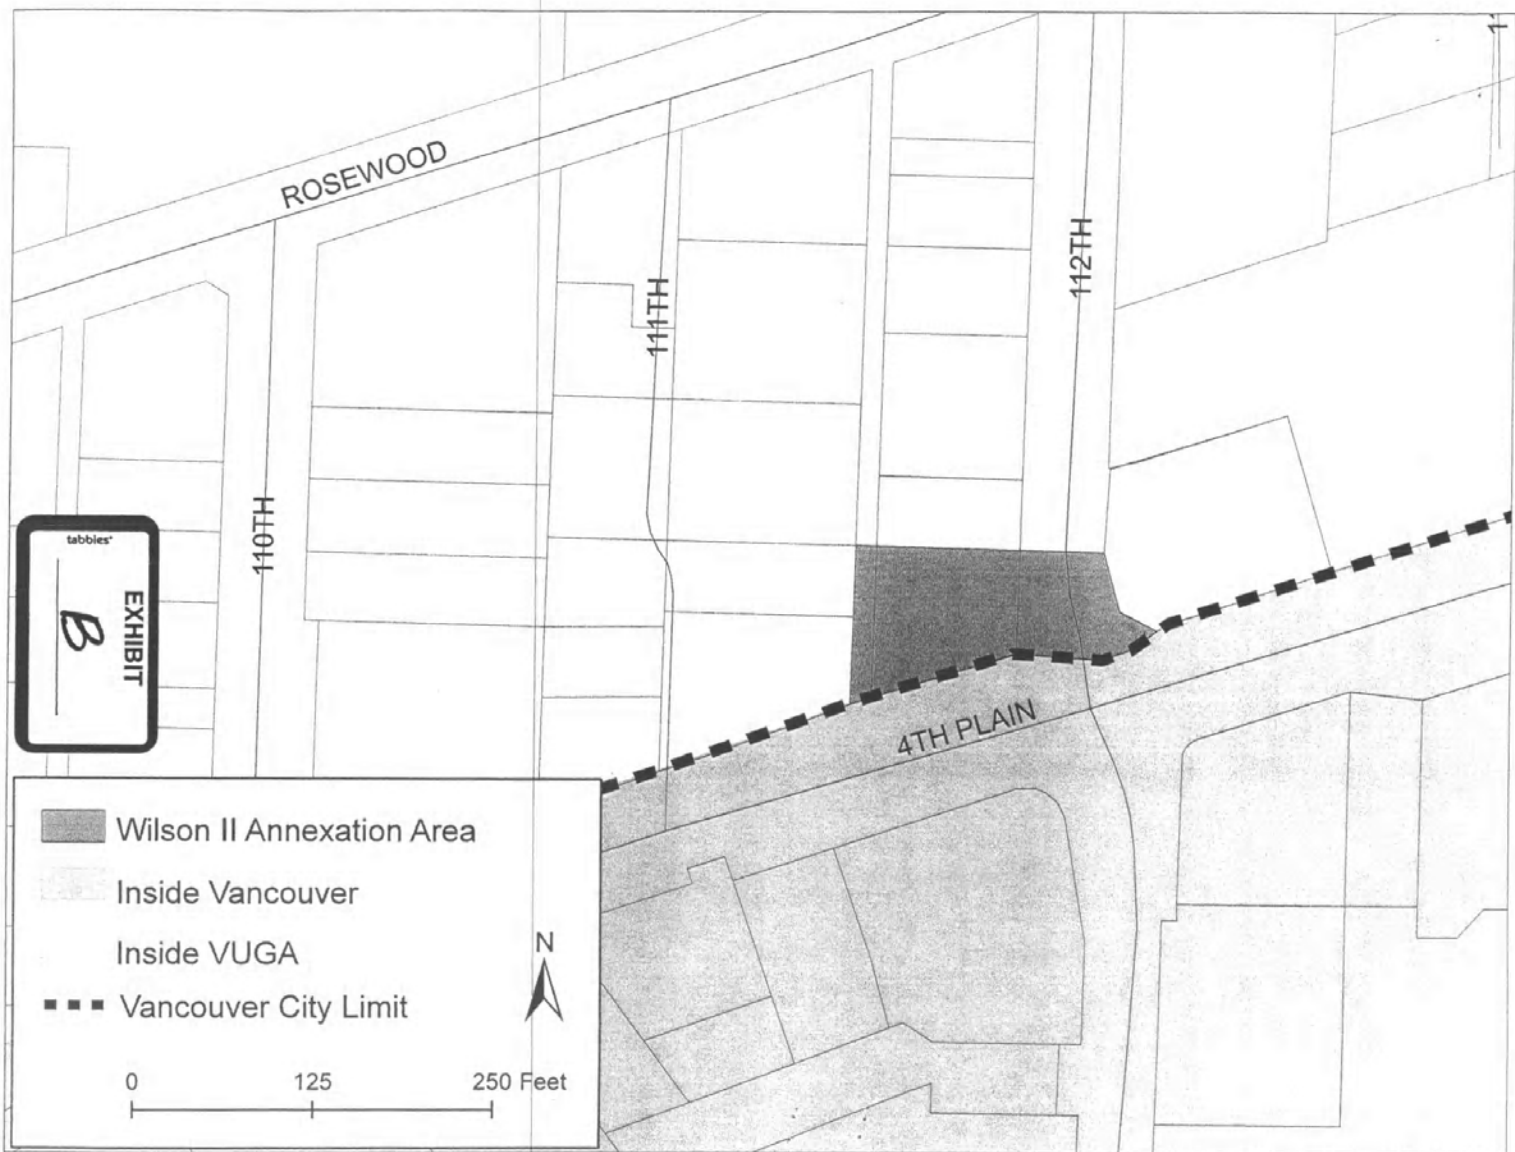 11
ROSEWOOD
112TH
111TH
110TH
tabbies®
EXHIBIT
B
4TH PLAIN
Wilson II Annexation Area
Inside Vancouver
Inside VUGA
Vancouver City Limit
N
0 125 250 Feet